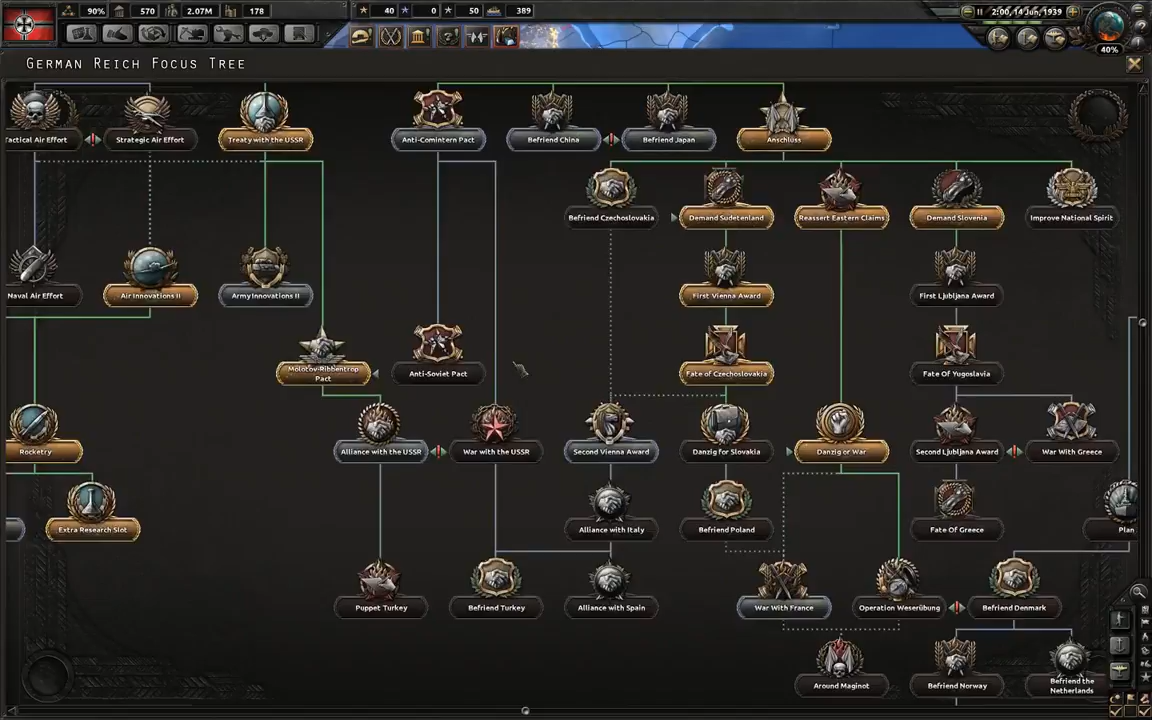 90%
570
2.07M
178
40
0
50
389
2:00, 14 Jun, 1939
40%
German Reich Focus Tree
Tactical Air Effort
Strategic Air Effort
Treaty with the USSR
Anti-Comintern Pact
Befriend China
Befriend Japan
Anschluss
Befriend Czechoslovakia
Demand Sudetenland
Reassert Eastern Claims
Demand Slovenia
Improve National Spirit
Naval Air Effort
Air Innovations II
Army Innovations II
First Vienna Award
First Ljubljana Award
Molotov-Ribbentrop
Pact
Anti-Soviet Pact
Fate of Czechoslovakia
Fate Of Yugoslavia
Rocketry
Alliance with the USSR
War with the USSR
Second Vienna Award
Danzig for Slovakia
Danzig or War
Second Ljubljana Award
War With Greece
Extra Research Slot
Alliance with Italy
Befriend Poland
Fate Of Greece
Plan
Puppet Turkey
Befriend Turkey
Alliance with Spain
War With France
Operation Weserübung
Befriend Denmark
Around Maginot
Befriend Norway
Befriend the
Netherlands